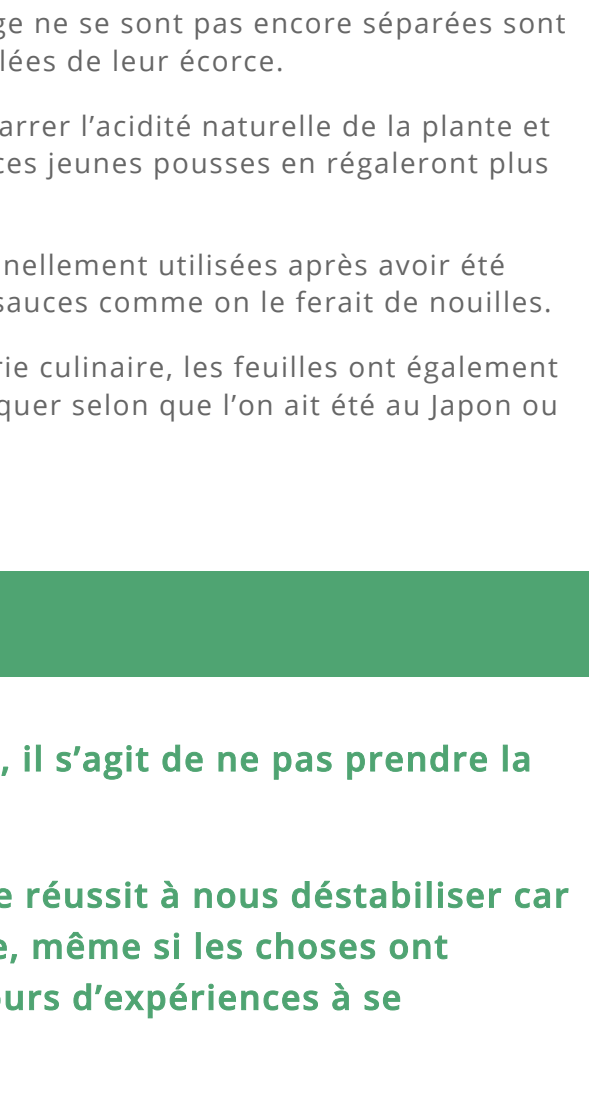 ge ne se sont pas encore séparées sont
lées de leur écorce.
arrer l’acidité naturelle de la plante et
ces jeunes pousses en régaleront plus
nellement utilisées après avoir été
sauces comme on le ferait de nouilles.
rie culinaire, les feuilles ont également
quer selon que l’on ait été au Japon ou
, il s’agit de ne pas prendre la
e réussit à nous déstabiliser car
e, même si les choses ont
ours d’expériences à se